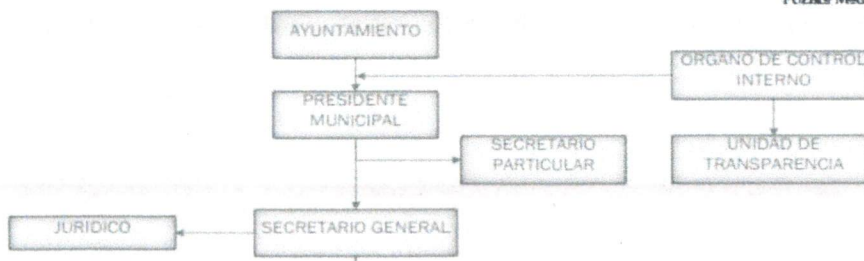 AYUNTAMIENTO
ORGANO DE CONTROL
INTERNO
PRESIDENTE
MUNICIPAL
SECRETARIO
PARTICULAR
UNIDAD DE
TRANSPARENCIA
JURIDICO
SECRETARIO GENERAL